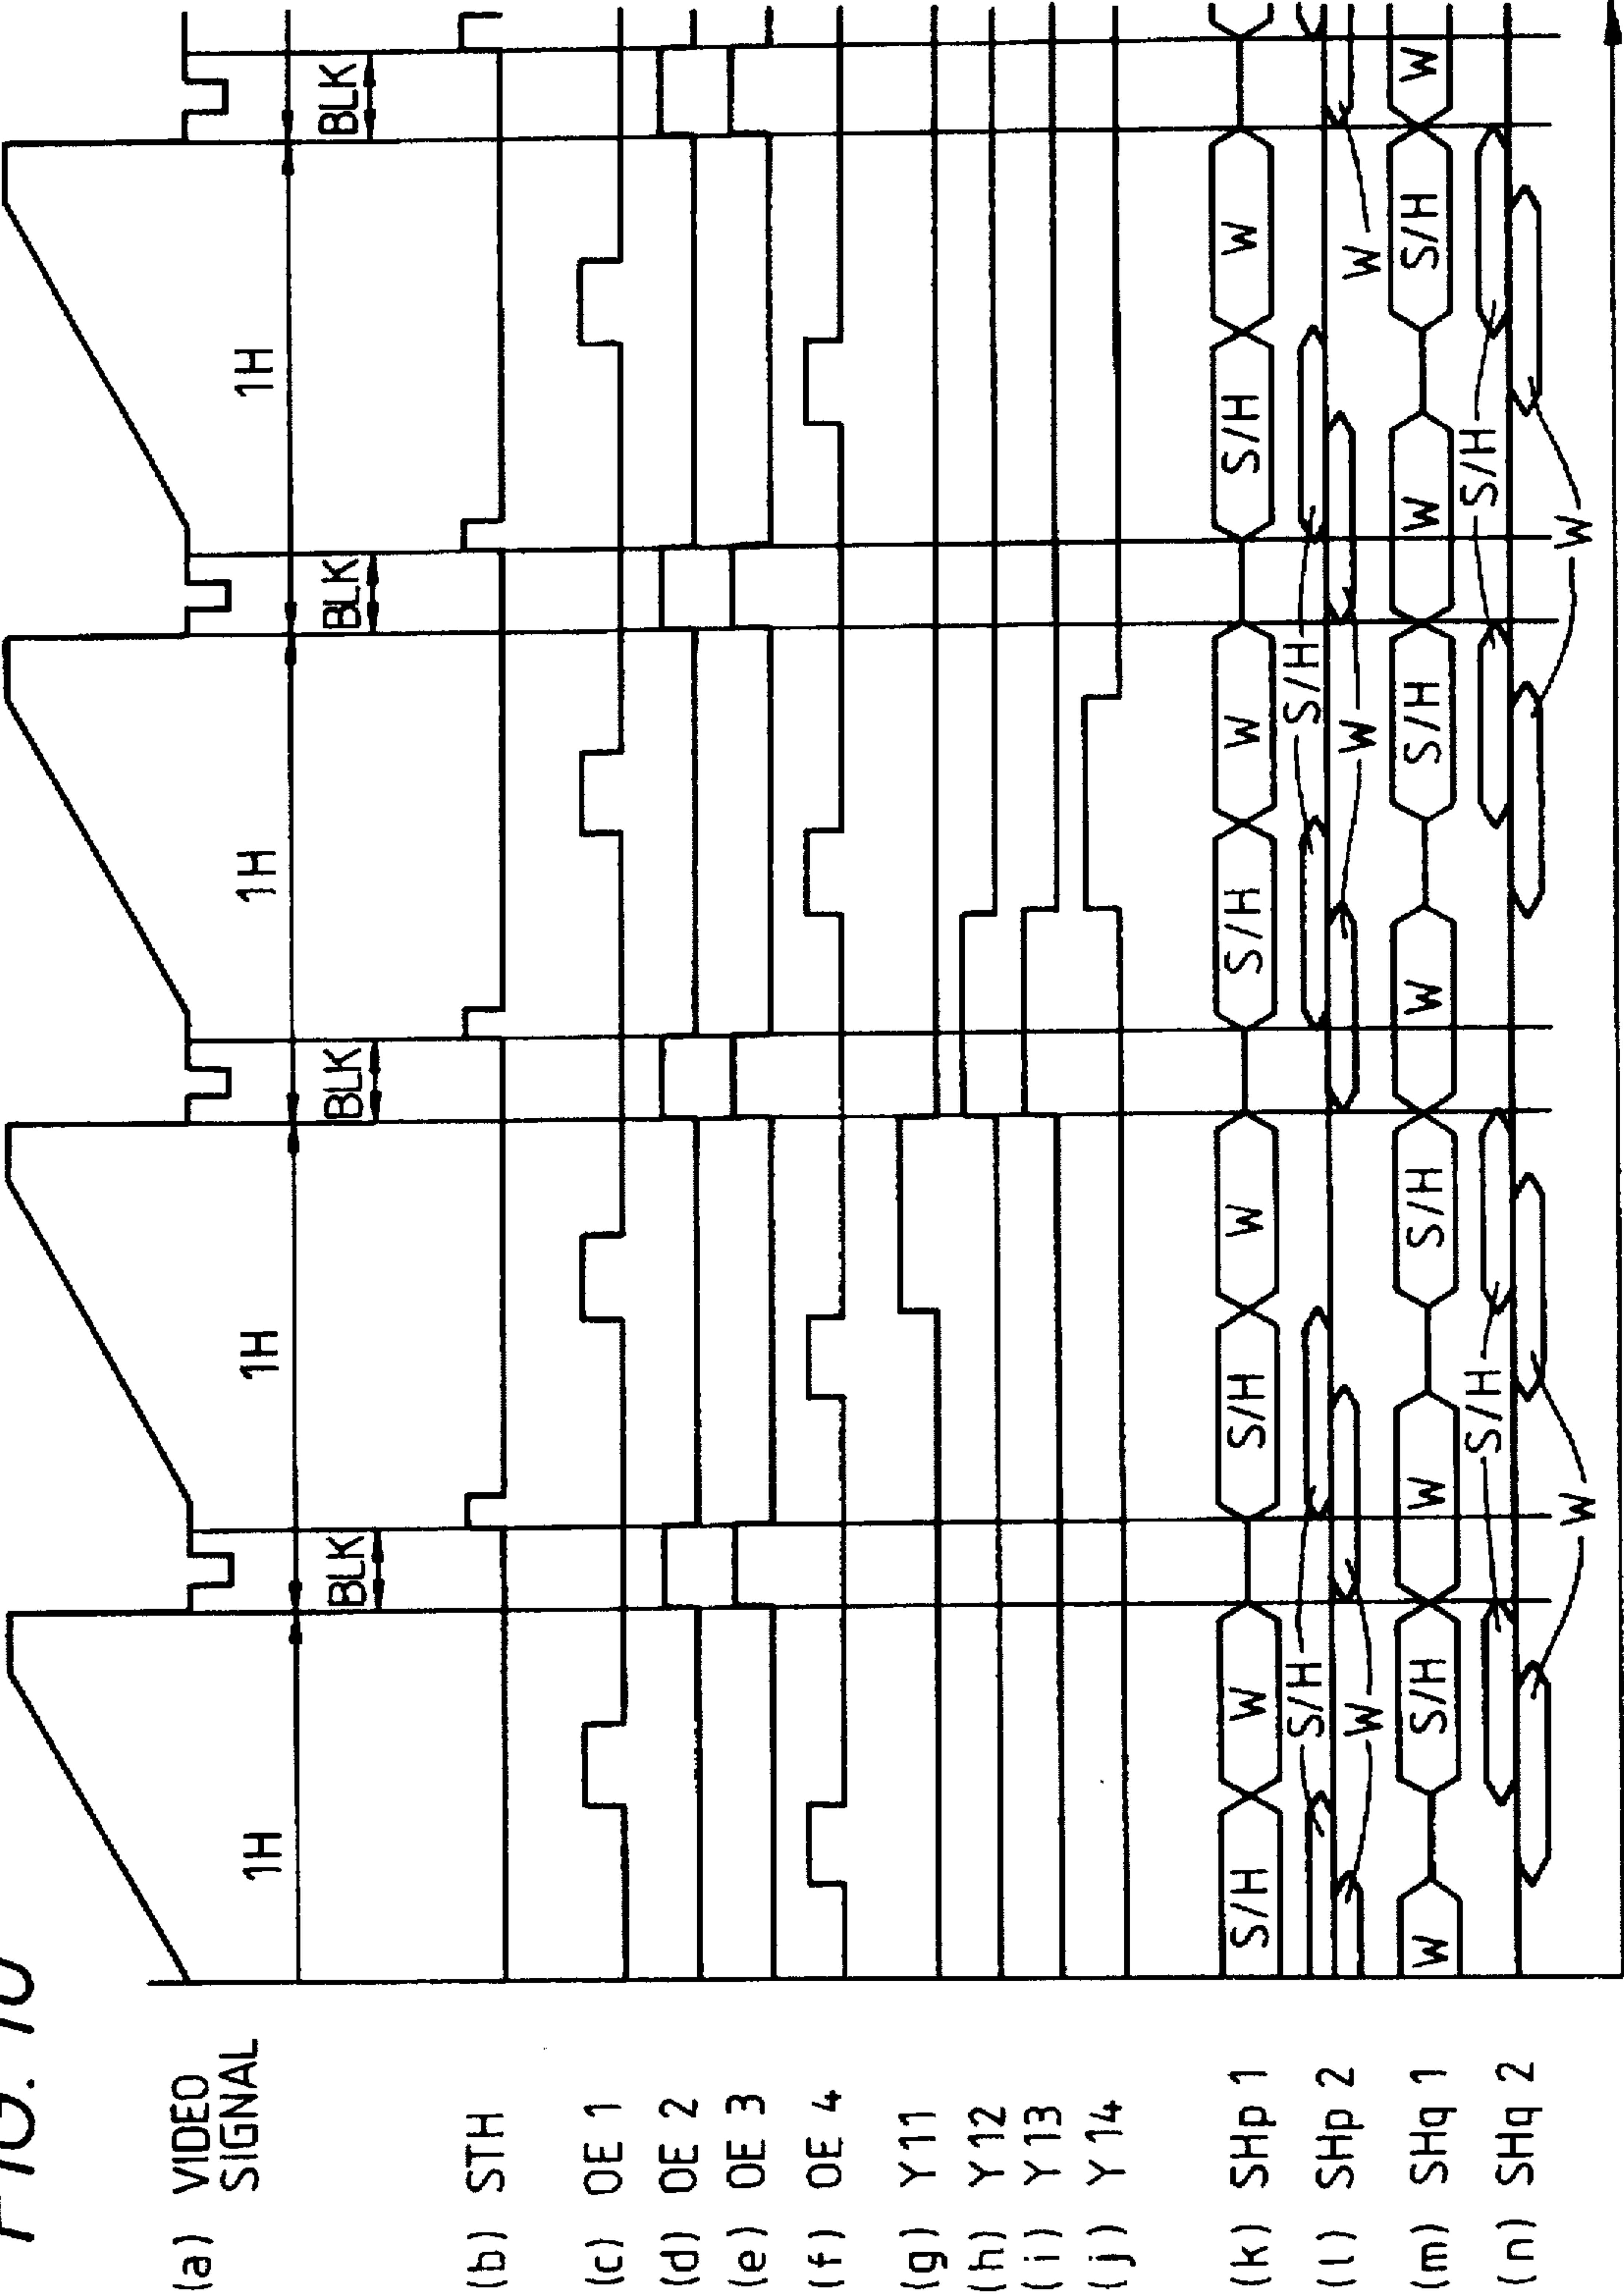 FIG. 10
(a) VIDEO
SIGNAL
1H 1H 1H 1H
BLK BLK BLK BLK
(b) STH
(c) OE 1
(d) OE 2
(e) OE 3
(f) OE 4
(g) Y11
(h) Y12
(i) Y13
(j) Y14
(k) SHp 1 S/H W S/H W S/H W S/H W
S/H S/H
(l) SHp 2
W W W
(m) SHq 1 W S/H W S/H W S/H W S/H W
S/H S/H
(n) SHq 2
W W